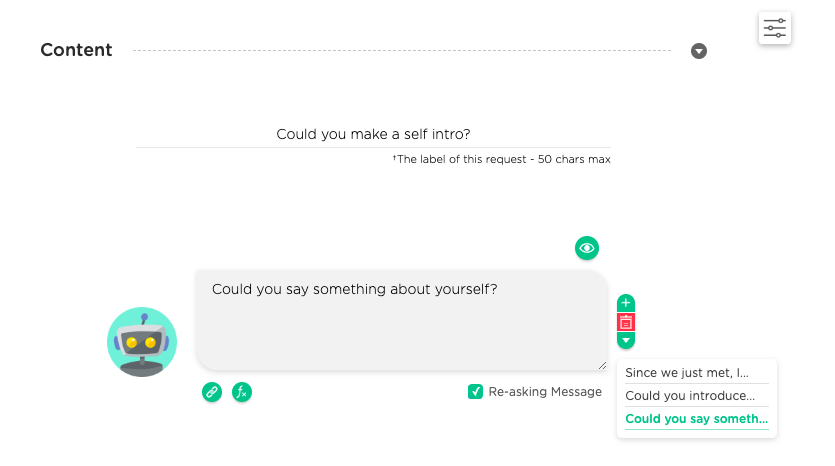 Content
Could you make a self intro?
†The label of this request - 50 chars max
Could you say something about yourself?
Re-asking Message
Since we just met, I...
Could you introduce...
Could you say someth...